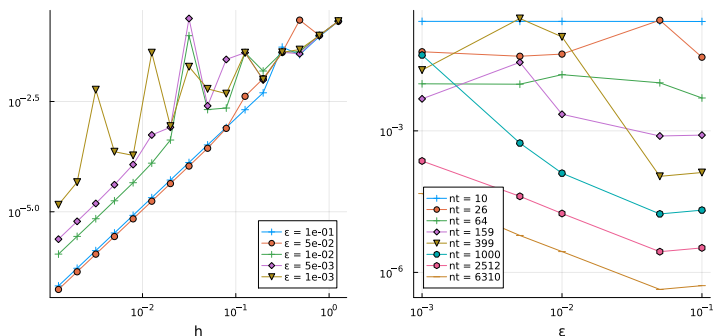 10⁻²·⁵
10⁻⁵·⁰
10⁻²
10⁻¹
10⁰
h
ε = 1e-01
ε = 5e-02
ε = 1e-02
ε = 5e-03
ε = 1e-03
10⁻³
10⁻⁶
10⁻³
10⁻²
10⁻¹
ε
nt = 10
nt = 26
nt = 64
nt = 159
nt = 399
nt = 1000
nt = 2512
nt = 6310